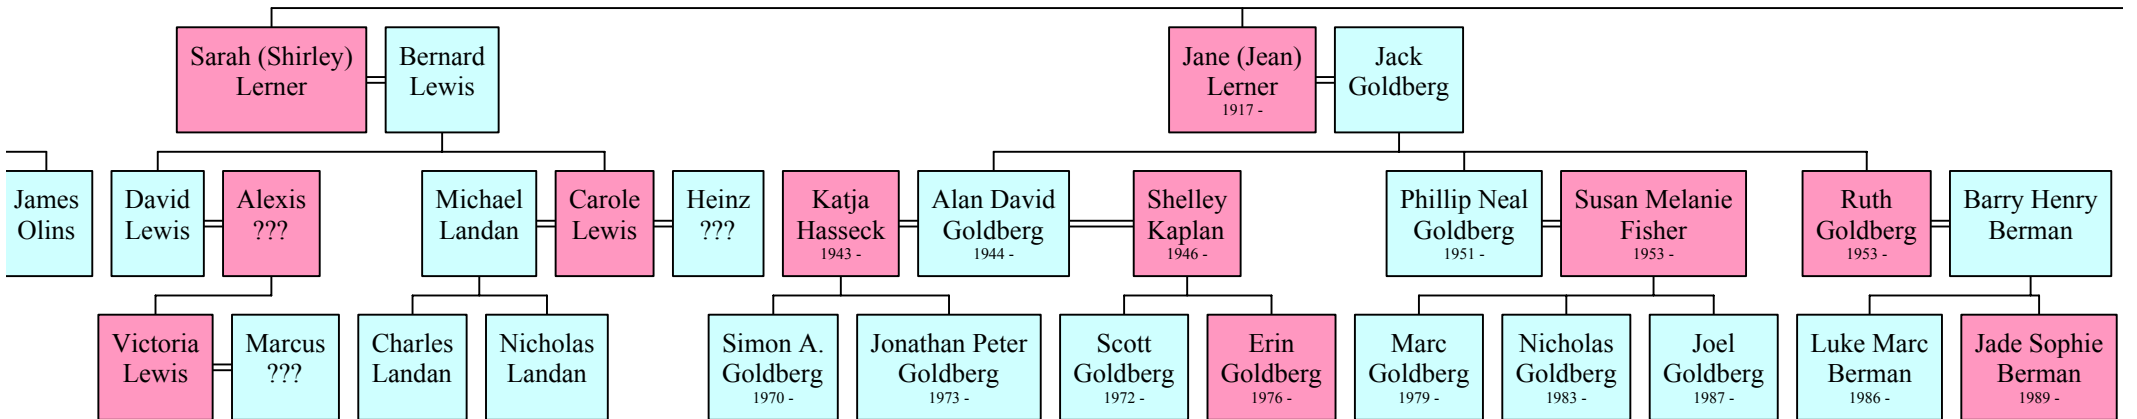 Sarah (Shirley)
Lerner
Bernard
Lewis
Jane (Jean)
Lerner
1917 -
Jack
Goldberg
James
Olins
David
Lewis
Alexis
???
Michael
Landan
Carole
Lewis
Heinz
???
Katja
Hasseck
1943 -
Alan David
Goldberg
1944 -
Shelley
Kaplan
1946 -
Phillip Neal
Goldberg
1951 -
Susan Melanie
Fisher
1953 -
Ruth
Goldberg
1953 -
Barry Henry
Berman
Victoria
Lewis
Marcus
???
Charles
Landan
Nicholas
Landan
Simon A.
Goldberg
1970 -
Jonathan Peter
Goldberg
1973 -
Scott
Goldberg
1972 -
Erin
Goldberg
1976 -
Marc
Goldberg
1979 -
Nicholas
Goldberg
1983 -
Joel
Goldberg
1987 -
Luke Marc
Berman
1986 -
Jade Sophie
Berman
1989 -